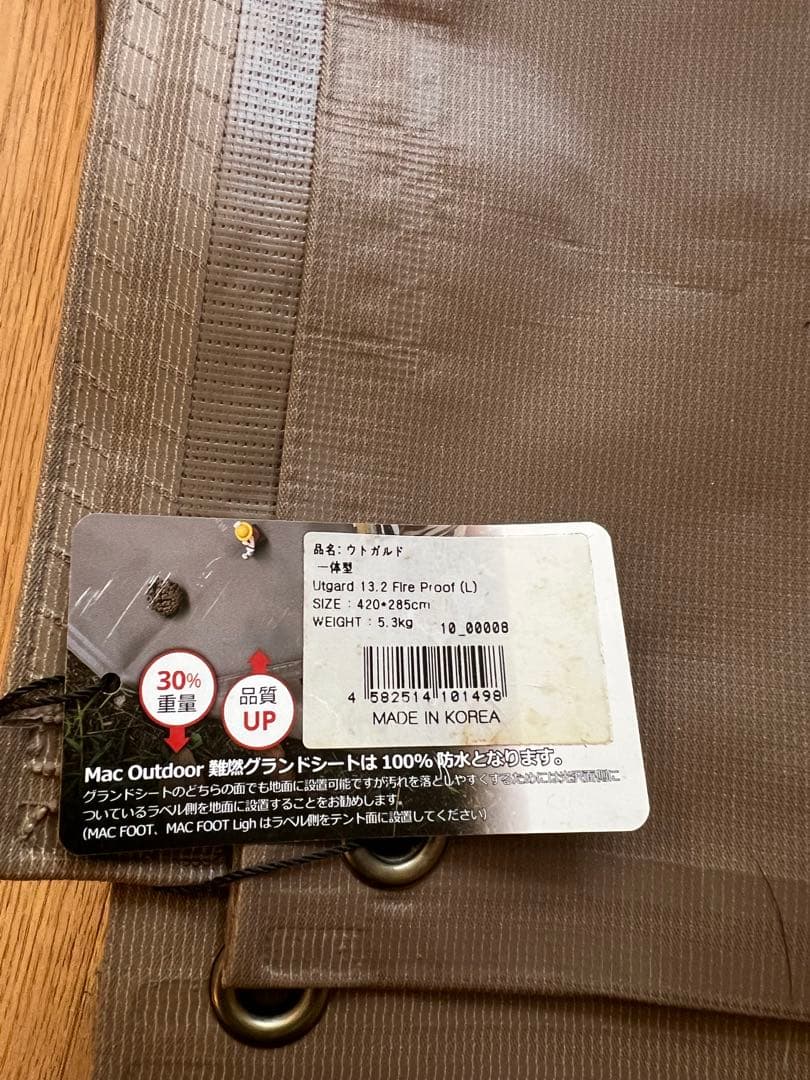 品名: ウトガルド
一体型
Utgard 13.2 Fire Proof (L)
SIZE : 420*285cm
WEIGHT : 5.3kg
10_00008
4 582514 101498
MADE IN KOREA
30%
重量
品質
UP
Mac Outdoor 難燃グランドシートは 100% 防水となります。
グランドシートのどちらの面でも地面に設置可能ですが汚れを落としやすくするためには光沢面側に
ついているラベル側を地面に設置することをお勧めします。
(MAC FOOT、MAC FOOT Ligh はラベル側をテント面に設置してください)